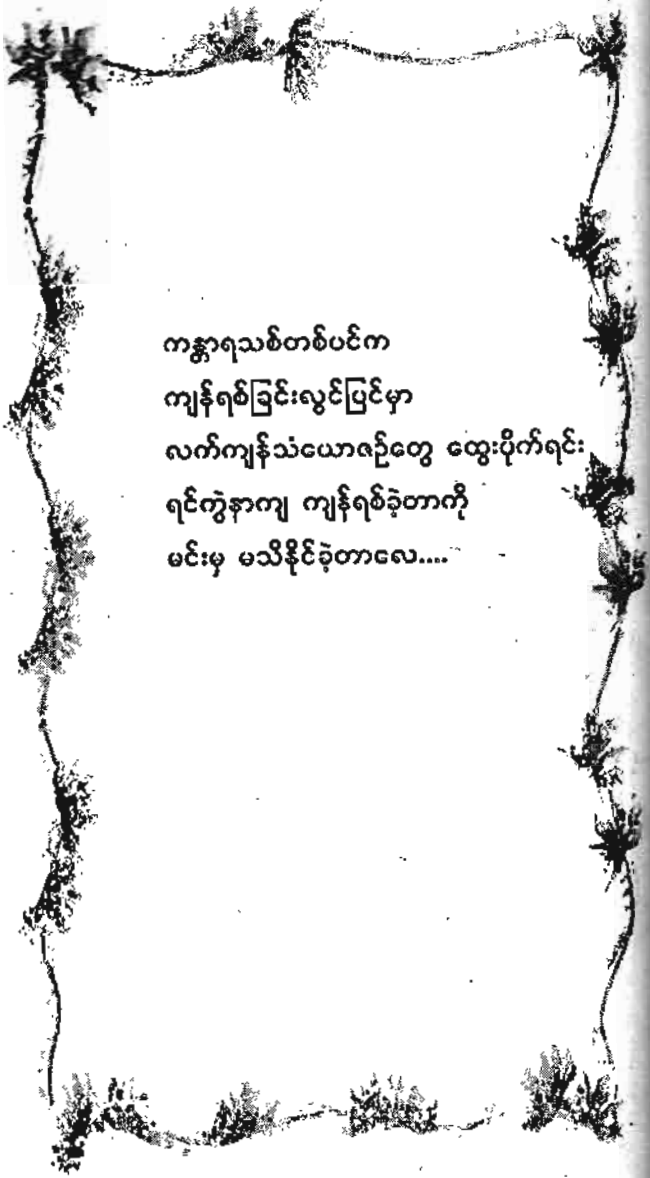 ကန္တာရသစ်တစ်ပင်က
ကျန်ရစ်ခြင်းလွင်ပြင်မှာ
လက်ကျန်သံယောဇဉ်တွေ ထွေးပိုက်ရင်း
ရင်ကွဲနာကျ ကျန်ရစ်ခဲ့တာကို
မင်းမှ မသိနိုင်ခဲ့တာလေ....